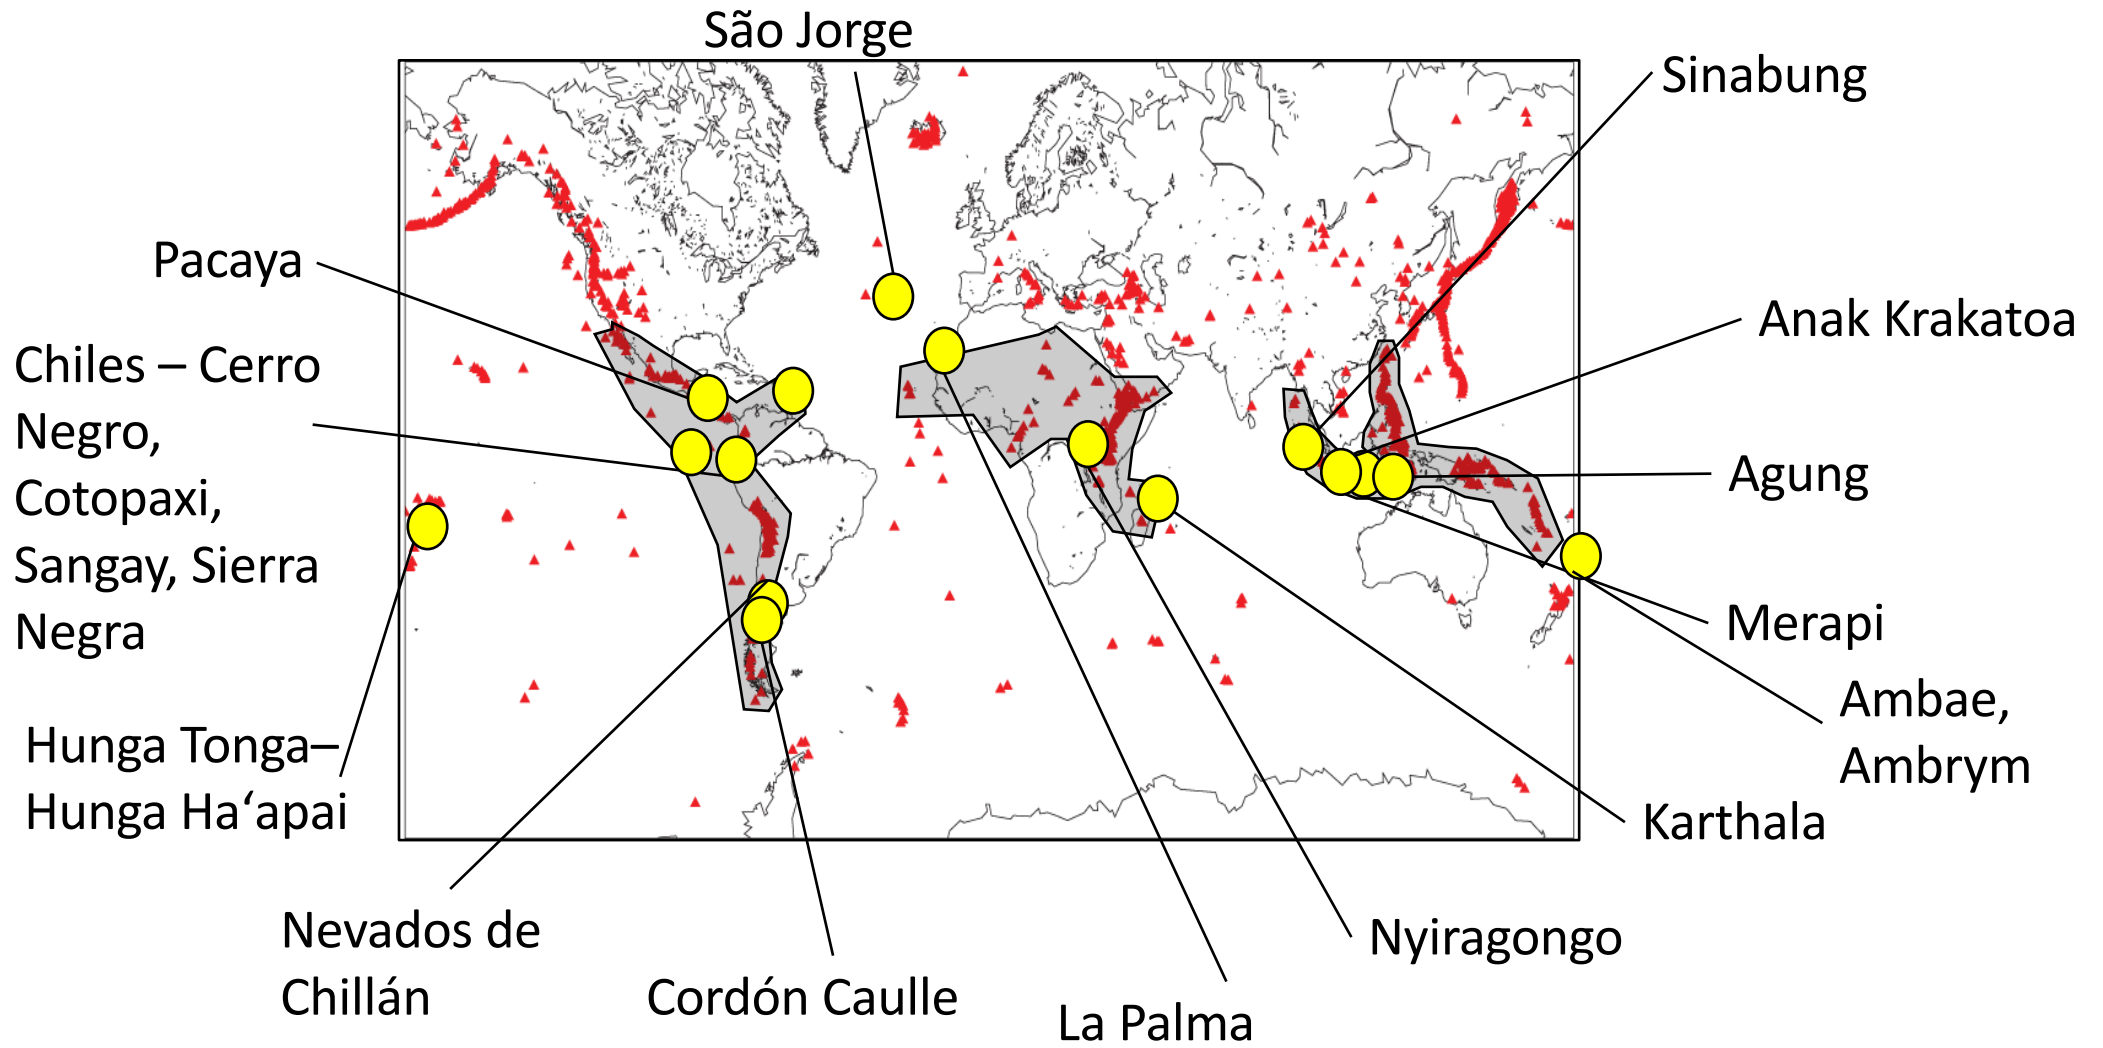 São Jorge
Sinabung
Pacaya
Anak Krakatoa
Chiles – Cerro
Negro,
Cotopaxi,
Sangay, Sierra
Negra
Agung
Merapi
Ambae,
Ambrym
Hunga Tonga–
Hunga Ha‘apai
Karthala
Nevados de
Chillán
Cordón Caulle
Nyiragongo
La Palma